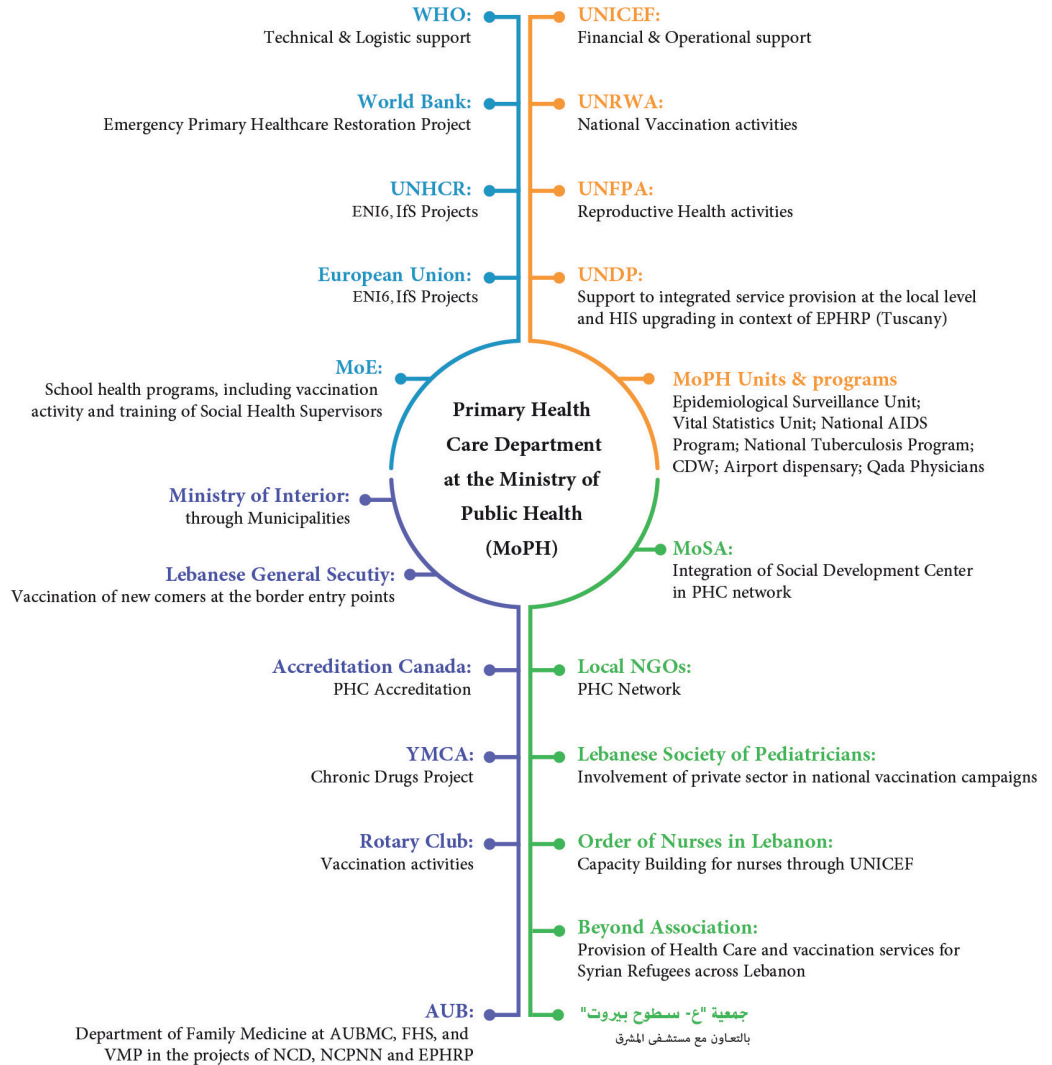 WHO:
Technical & Logistic support
World Bank:
Emergency Primary Healthcare Restoration Project
UNHCR:
ENI6, IfS Projects
European Union:
ENI6, IfS Projects
MoE:
School health programs, including vaccination
activity and training of Social Health Supervisors
Ministry of Interior:
through Municipalities
Lebanese General Secutiy:
Vaccination of new comers at the border entry points
Accreditation Canada:
PHC Accreditation
YMCA:
Chronic Drugs Project
Rotary Club:
Vaccination activities
AUB:
Department of Family Medicine at AUBMC, FHS, and
VMP in the projects of NCD, NCPNN and EPHRP
Primary Health
Care Department
at the Ministry of
Public Health
(MoPH)
UNICEF:
Financial & Operational support
UNRWA:
National Vaccination activities
UNFPA:
Reproductive Health activities
UNDP:
Support to integrated service provision at the local level
and HIS upgrading in context of EPHRP (Tuscany)
MoPH Units & programs
Epidemiological Surveillance Unit;
Vital Statistics Unit; National AIDS
Program; National Tuberculosis Program;
CDW; Airport dispensary; Qada Physicians
MoSA:
Integration of Social Development Center
in PHC network
Local NGOs:
PHC Network
Lebanese Society of Pediatricians:
Involvement of private sector in national vaccination campaigns
Order of Nurses in Lebanon:
Capacity Building for nurses through UNICEF
Beyond Association:
Provision of Health Care and vaccination services for
Syrian Refugees across Lebanon
جمعية "ع- سطوح بيروت"
بالتعاون مع مستشفى المشرق